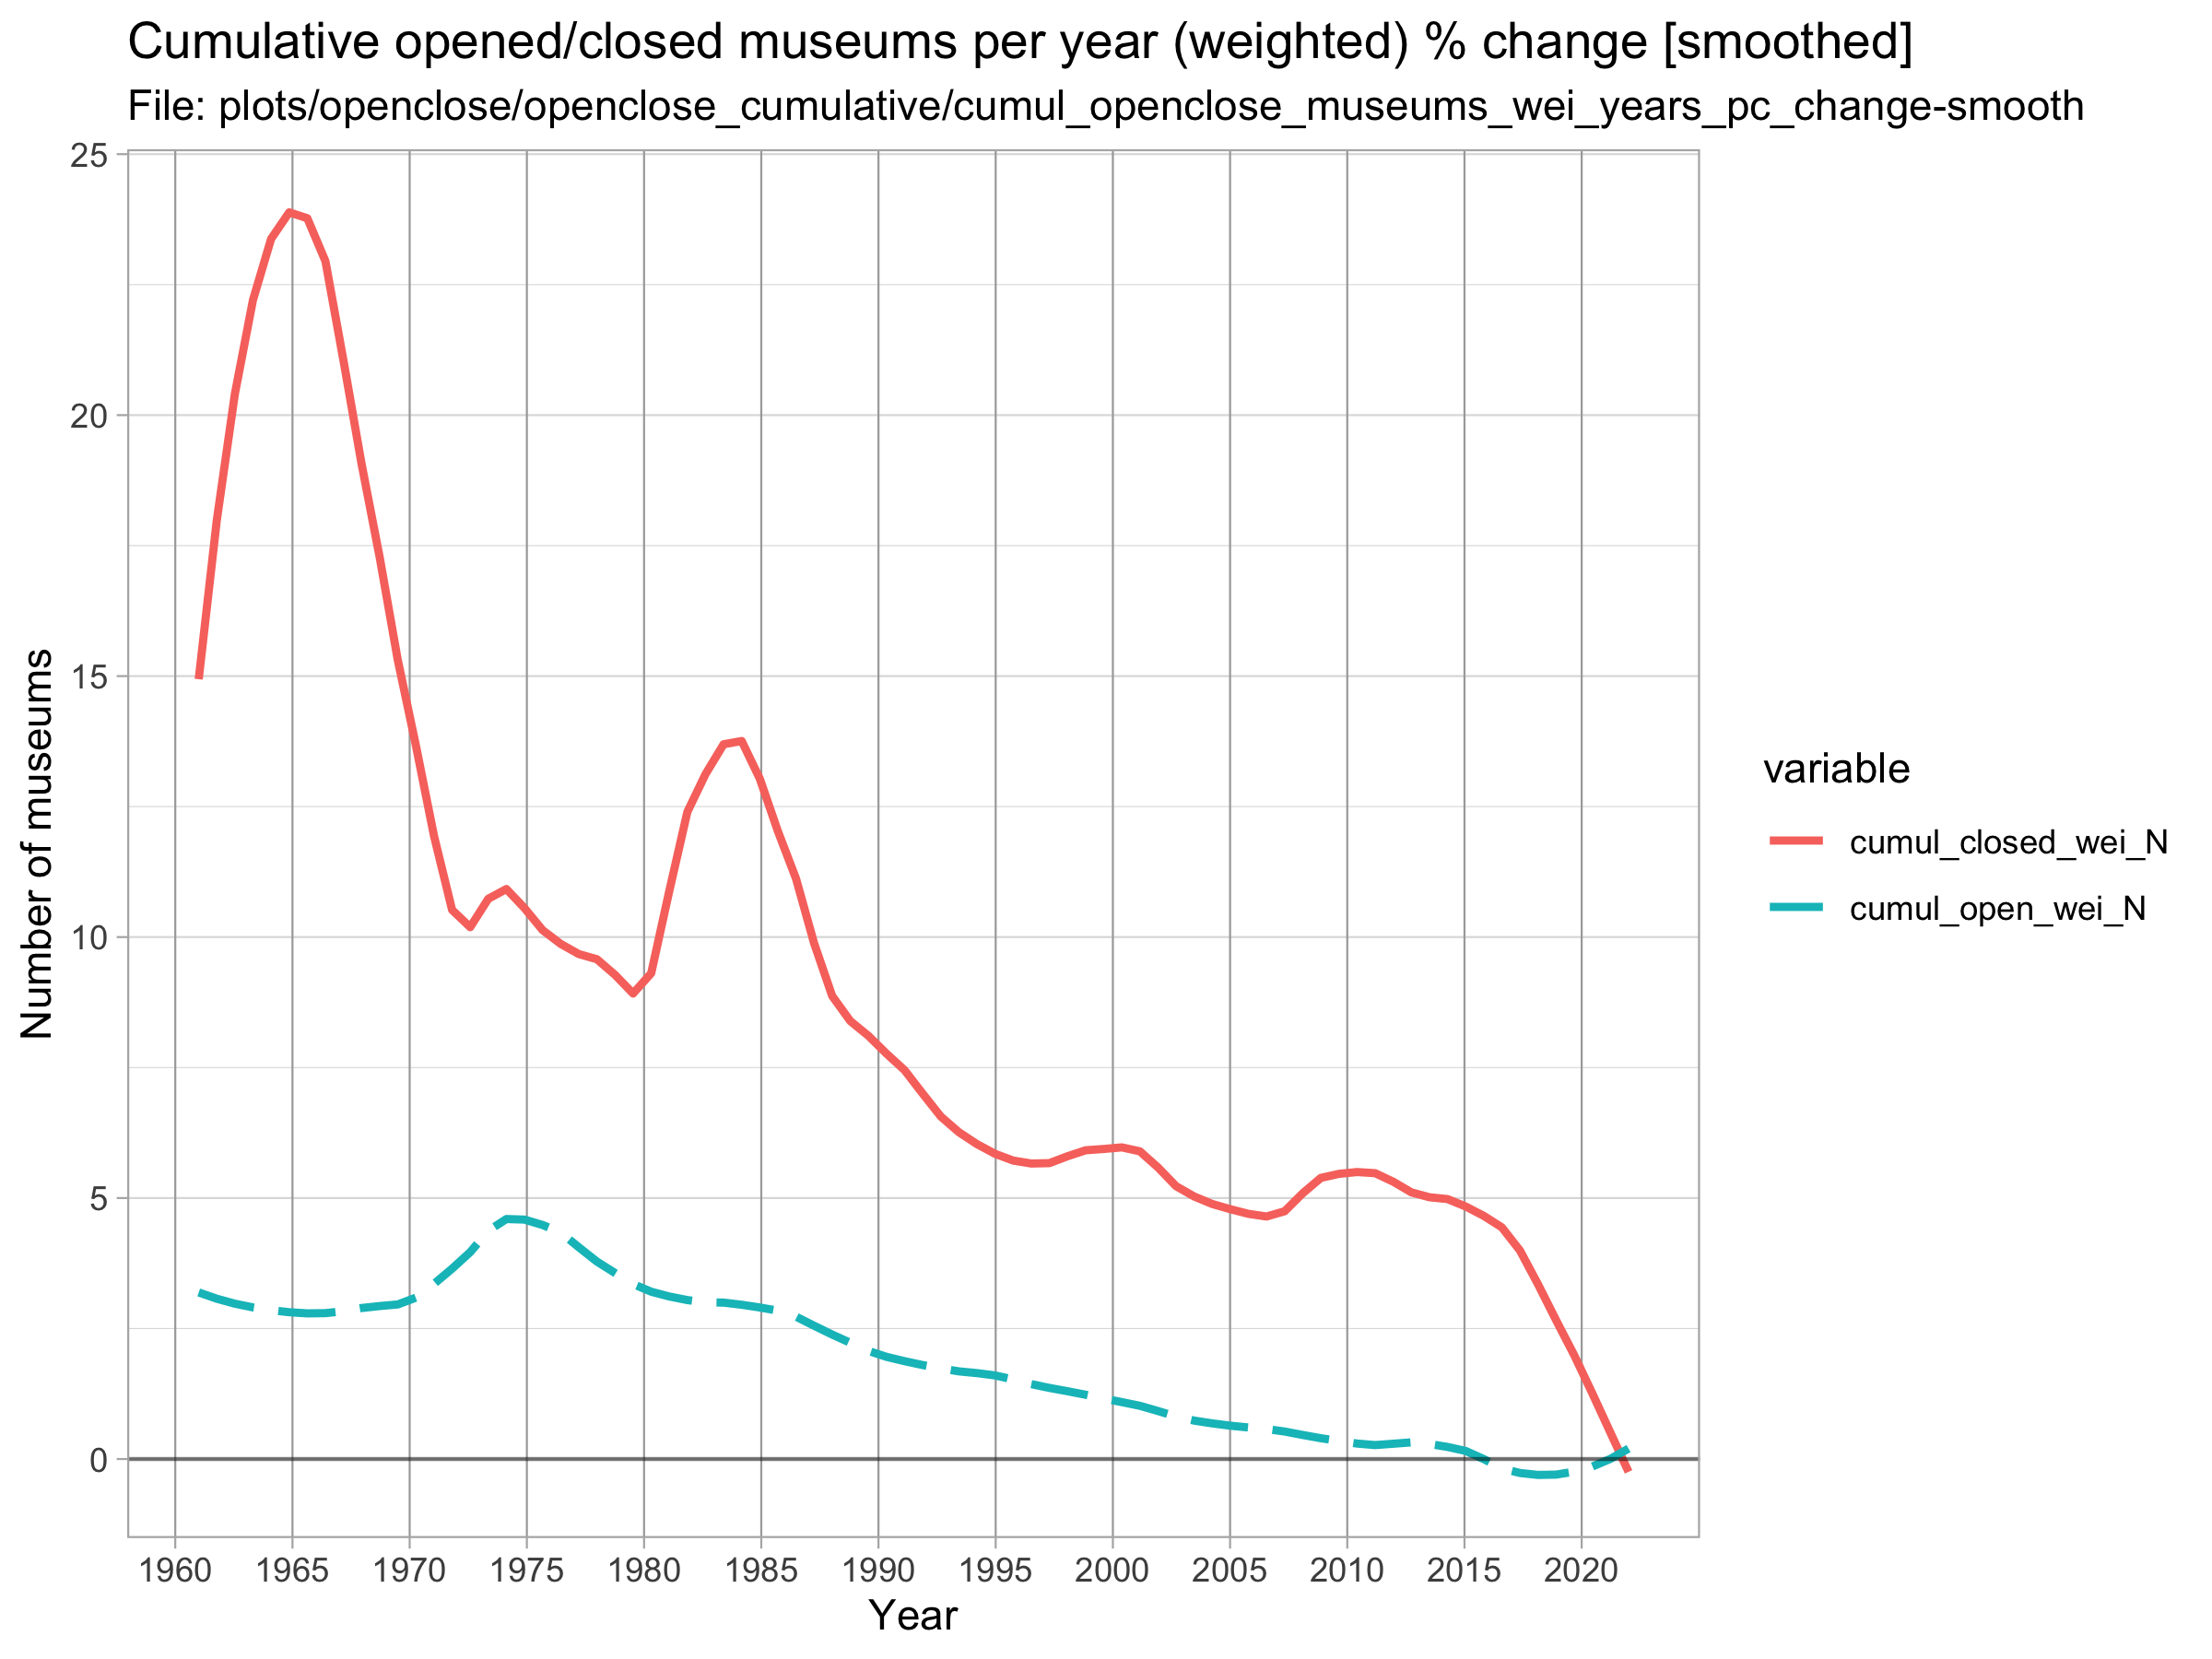 Cumulative opened/closed museums per year (weighted) % change [smoothed]
File: plots/openclose/openclose_cumulative/cumul_openclose_museums_wei_years_pc_change-smooth
25
20
15
10
5
0
Number of museums
1960 1965 1970 1975 1980 1985 1990 1995 2000 2005 2010 2015 2020
Year
variable
cumul_closed_wei_N
cumul_open_wei_N